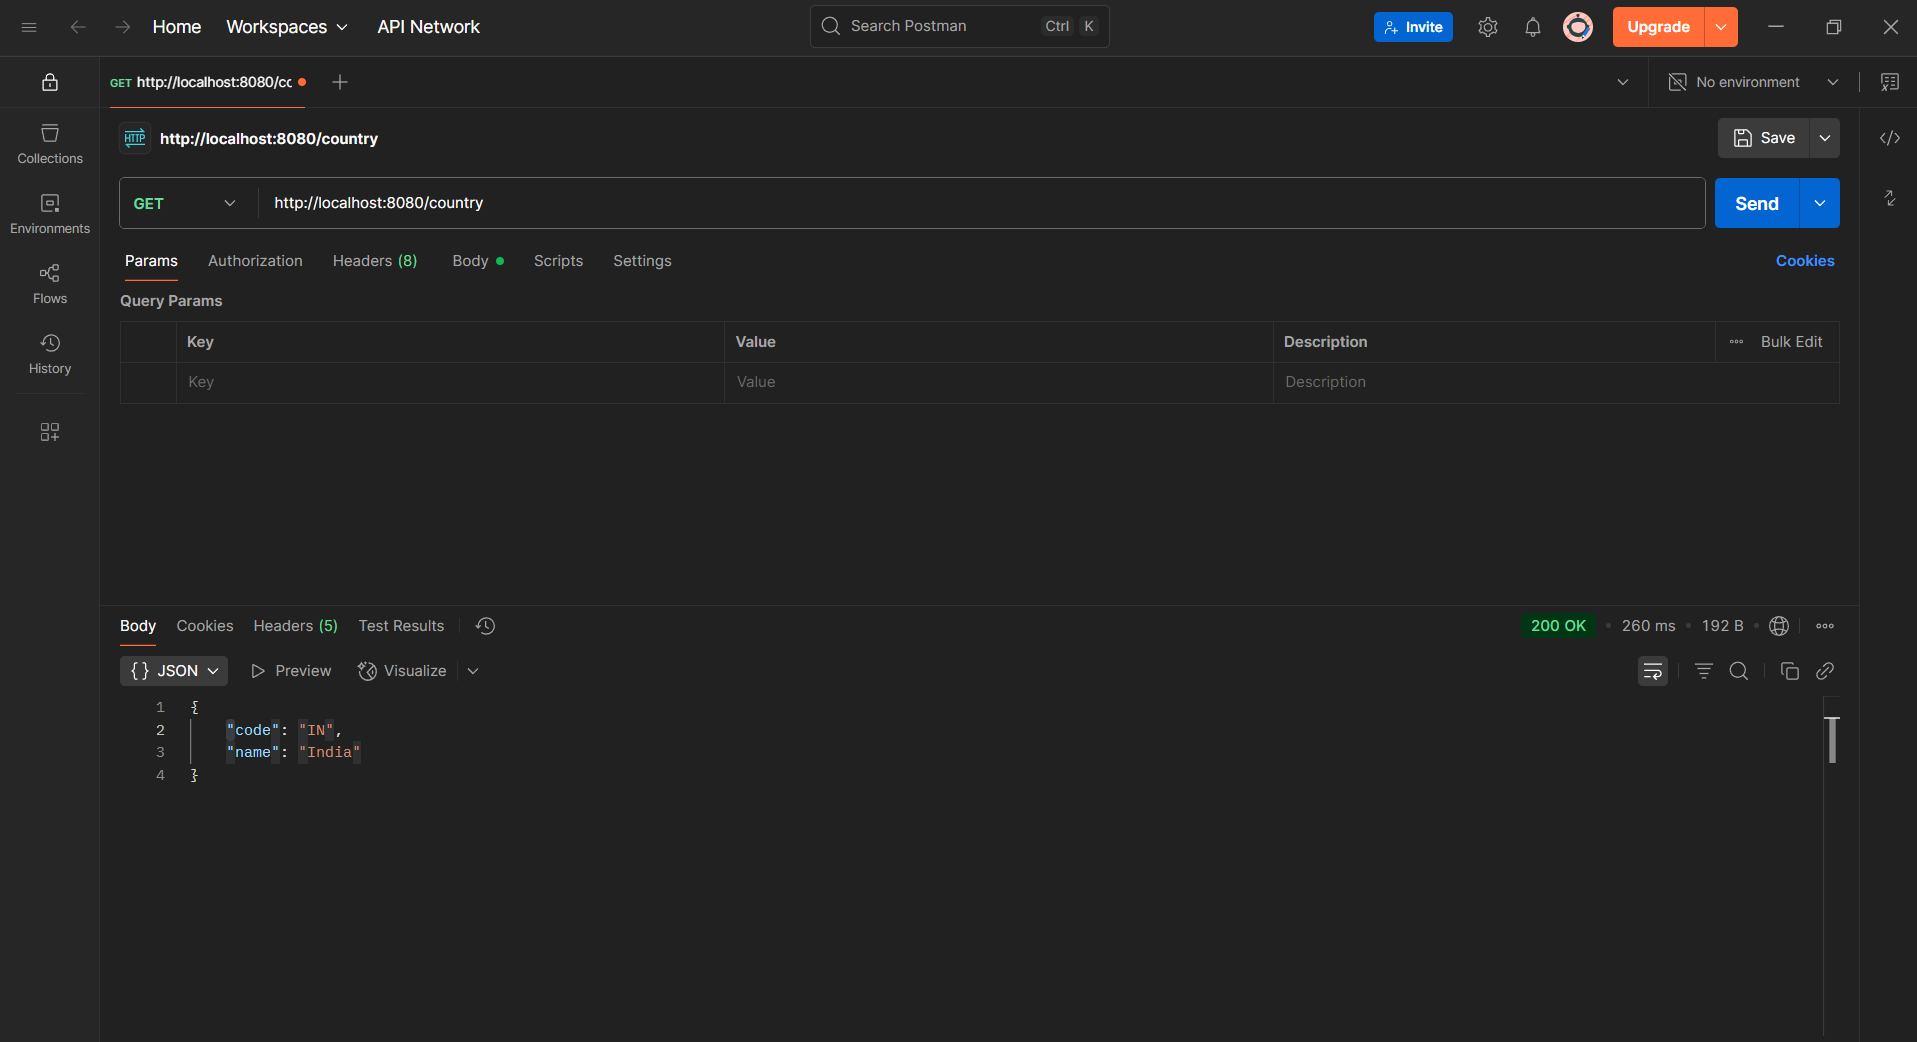 Home Workspaces API Network Search Postman Ctrl K Invite Upgrade
GET http://localhost:8080/cc No environment
HTTP http://localhost:8080/country Save
Collections
GET http://localhost:8080/country Send
Environments
Params Authorization Headers (8) Body Scripts Settings Cookies
Flows
Query Params
Key Value Description Bulk Edit
History
Key Value Description
Body Cookies Headers (5) Test Results 200 OK 260 ms 192 B
{} JSON Preview Visualize
1 {
2 "code": "IN",
3 "name": "India"
4 }